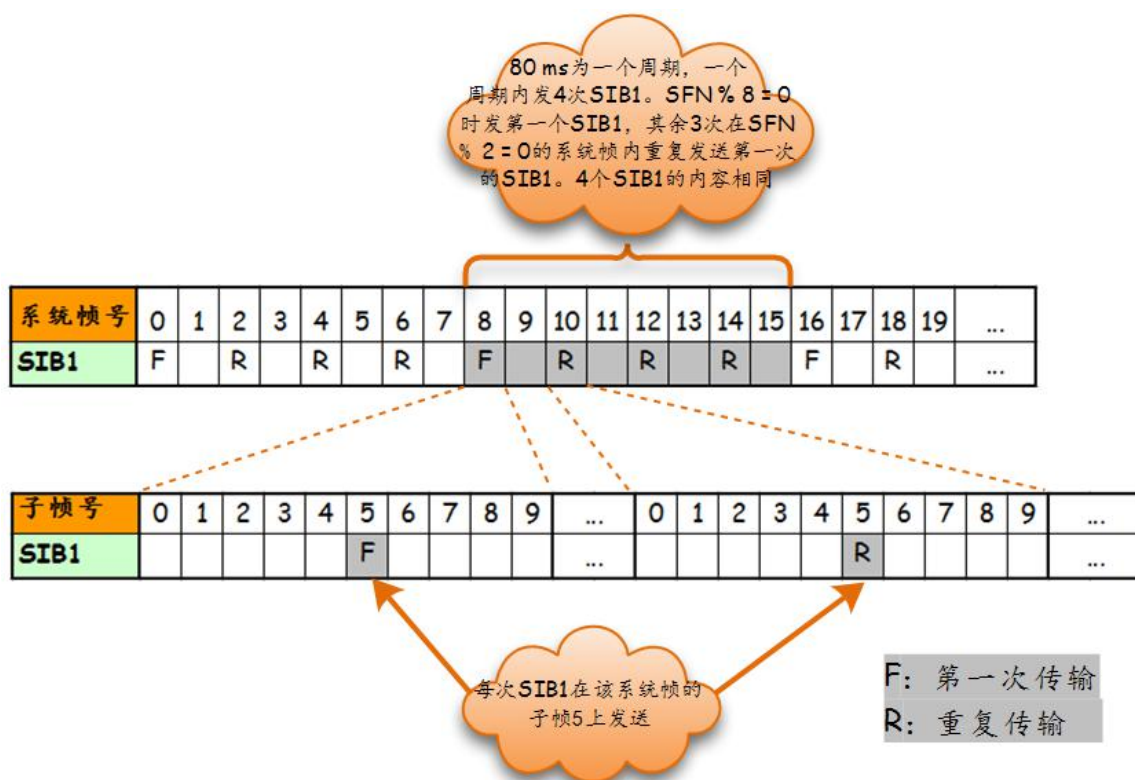 80 ms为一个周期，一个
周期内发4次SIB1。SFN % 8 = 0
时发第一个SIB1，其余3次在SFN
% 2 = 0的系统帧内重复发送第一次
的SIB1。4个SIB1的内容相同
系统帧号 0 1 2 3 4 5 6 7 8 9 10 11 12 13 14 15 16 17 18 19 ...
SIB1 F R R R F R R R F R ...
子帧号 0 1 2 3 4 5 6 7 8 9 ... 0 1 2 3 4 5 6 7 8 9 ...
SIB1 F ... R ...
每次SIB1在该系统帧的
子帧5上发送
F：第一次传输
R：重复传输